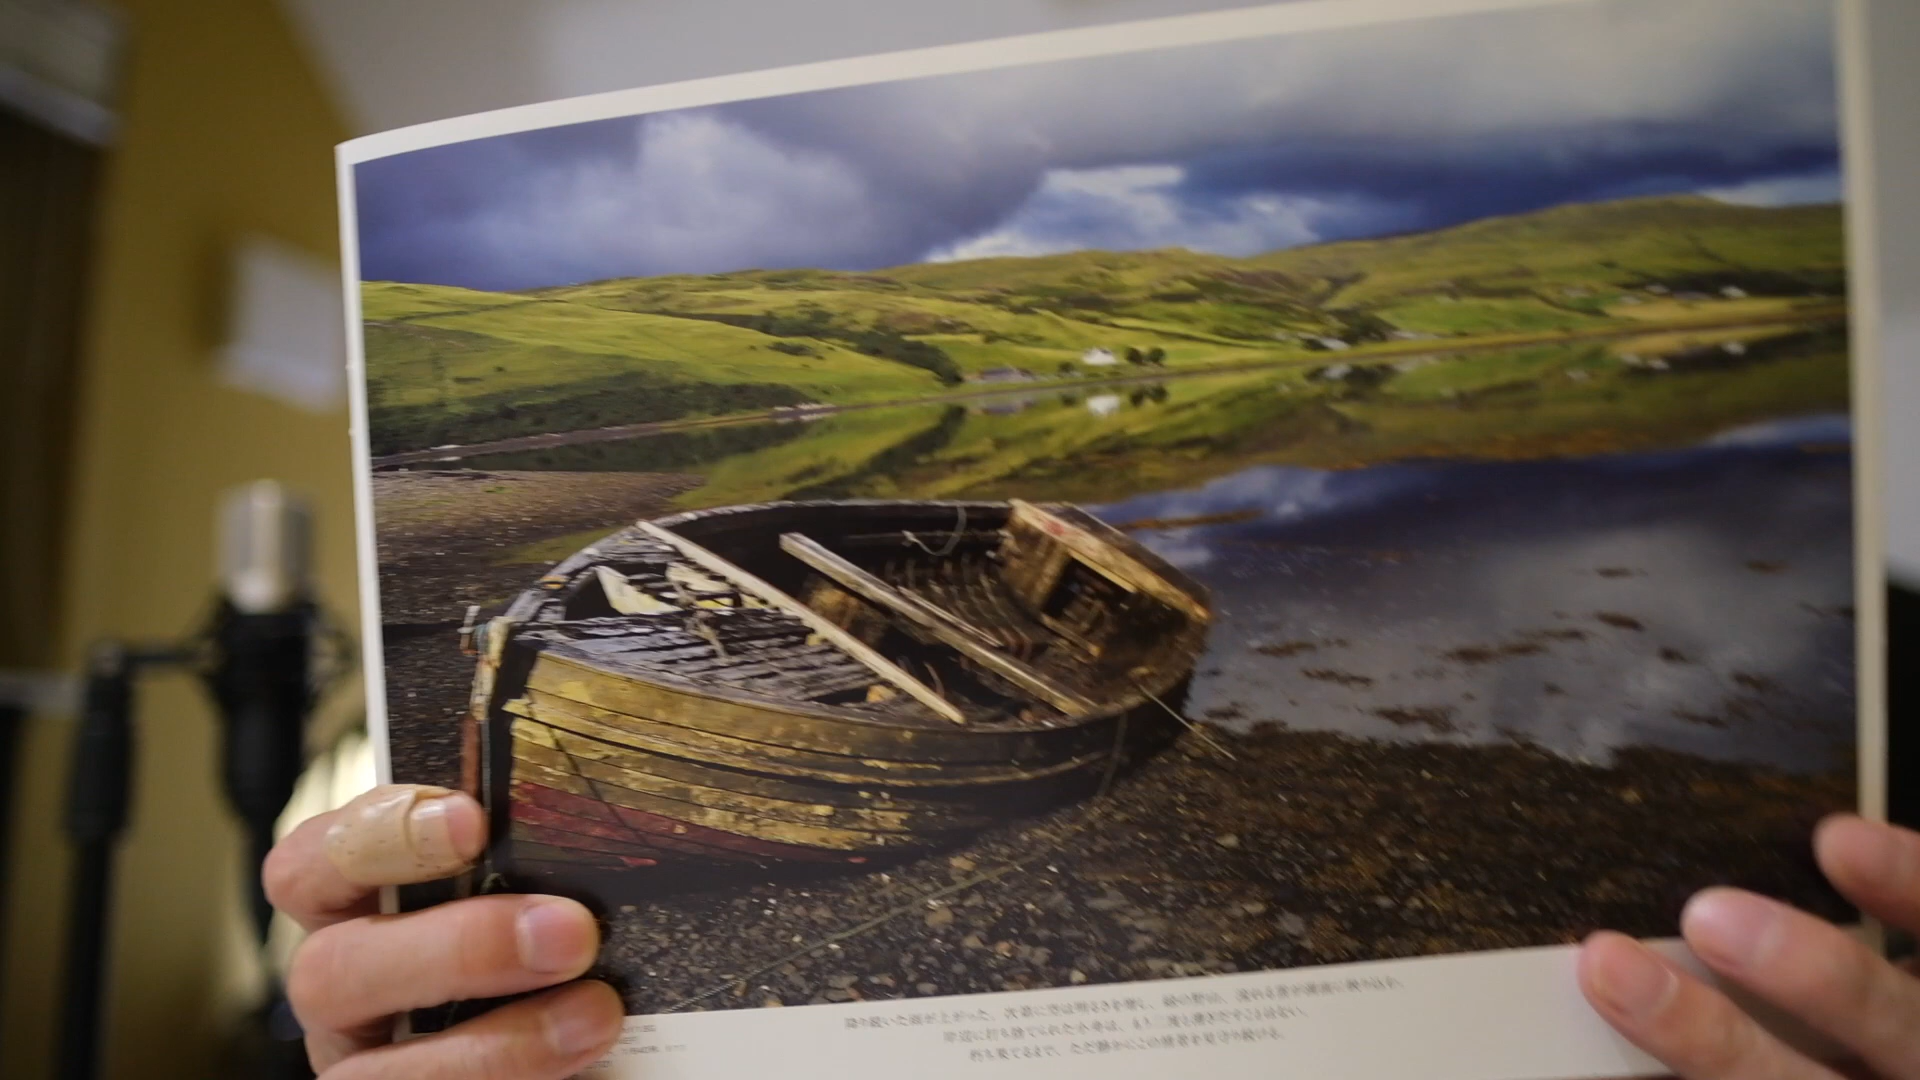 降り続いた雨が上がった。次第に空は明るさを増し、緑の野山、流れる雲が湖面に映り込む。
岸辺に打ち捨てられた小舟は、もう二度と漕ぎだすことはない。
朽ち果てるまで、ただ静かにこの情景を見守り続ける。